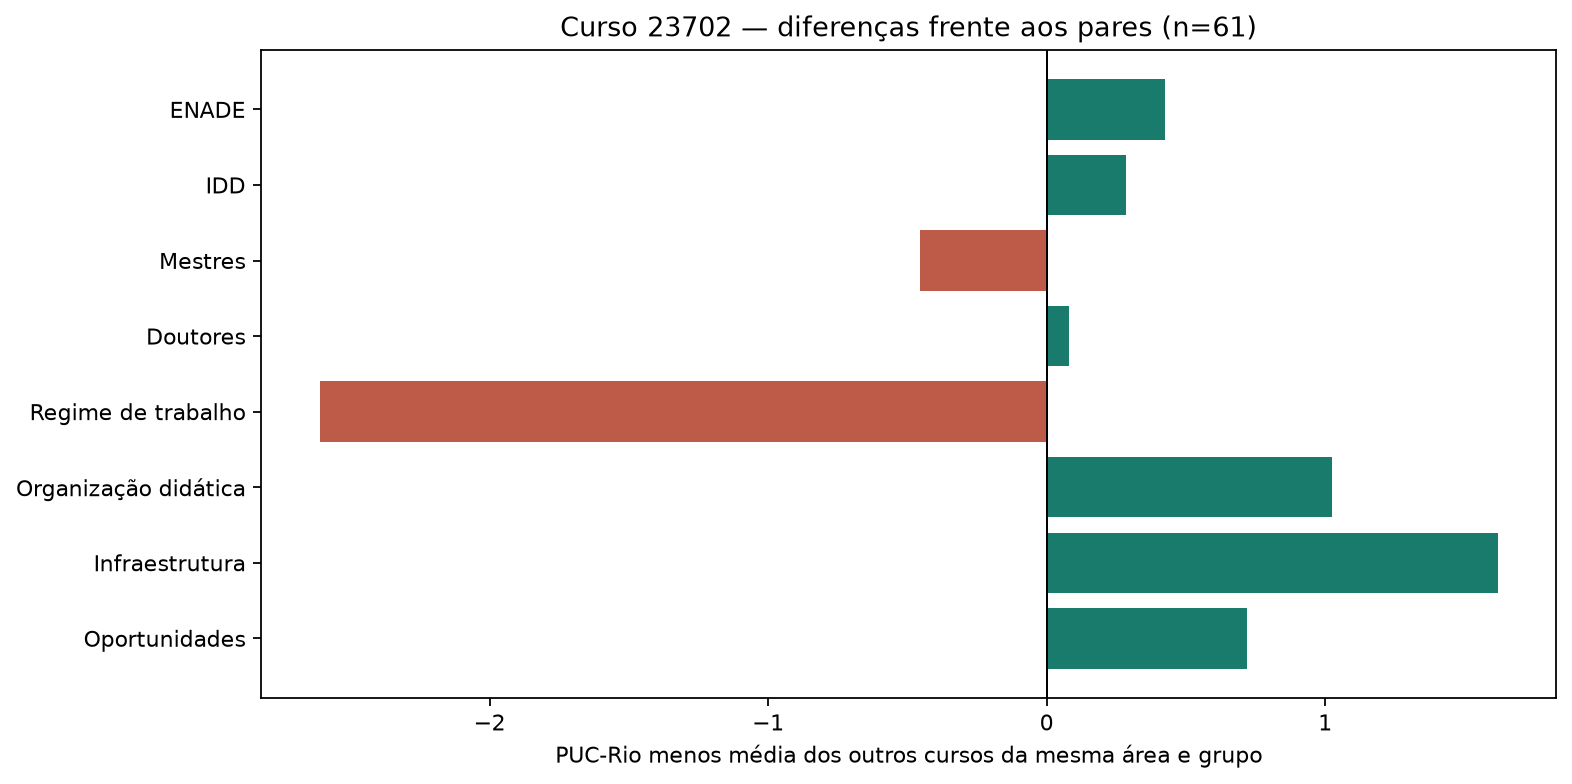 Curso 23702 — diferenças frente aos pares (n=61)
ENADE
IDD
Mestres
Doutores
Regime de trabalho
Organização didática
Infraestrutura
Oportunidades
−2 −1 0 1
PUC-Rio menos média dos outros cursos da mesma área e grupo